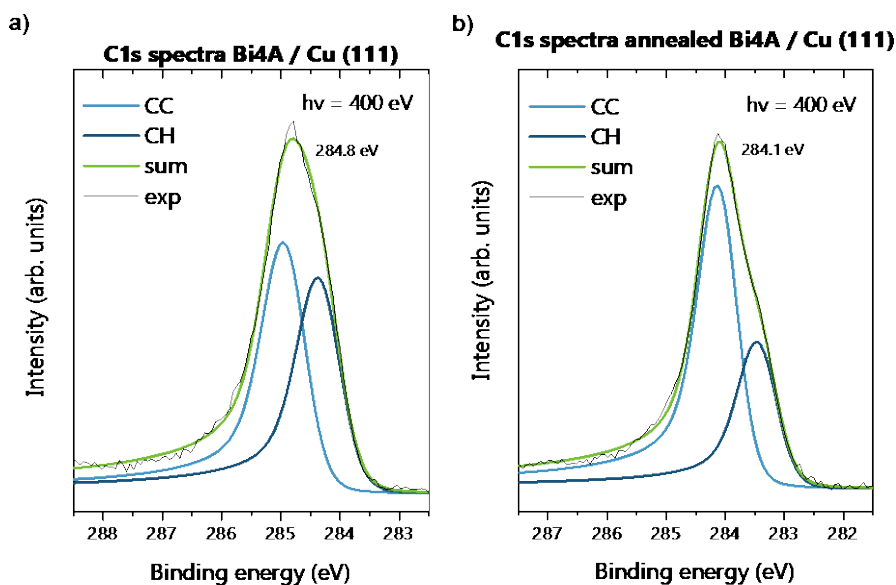 a)
C1s spectra Bi4A / Cu (111)
CC
CH
sum
exp
hν = 400 eV
284.8 eV
Intensity (arb. units)
288 287 286 285 284 283
Binding energy (eV)
b)
C1s spectra annealed Bi4A / Cu (111)
CC
CH
sum
exp
hν = 400 eV
284.1 eV
Intensity (arb. units)
287 286 285 284 283 282
Binding energy (eV)